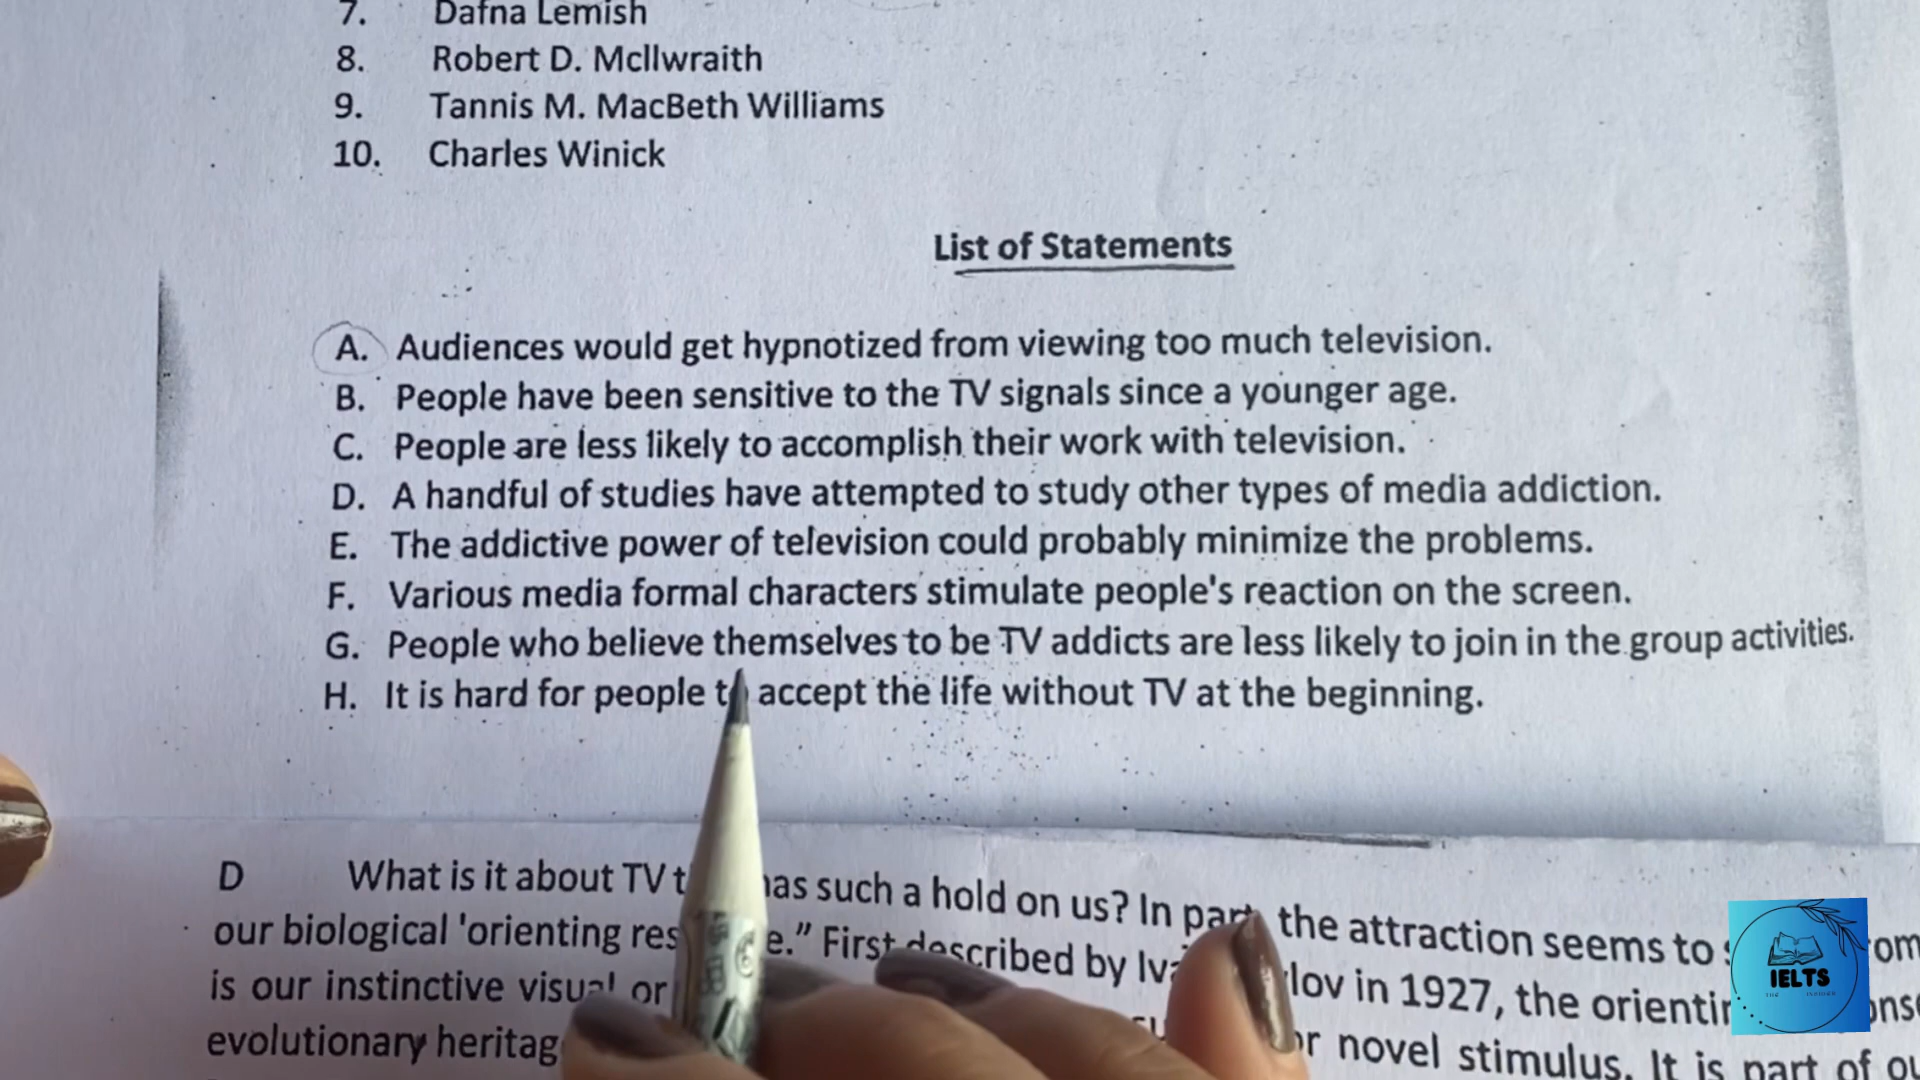 7. Dafna Lemish
8. Robert D. McIlwraith
9. Tannis M. MacBeth Williams
10. Charles Winick
List of Statements
A. Audiences would get hypnotized from viewing too much television.
B. People have been sensitive to the TV signals since a younger age.
C. People are less likely to accomplish their work with television.
D. A handful of studies have attempted to study other types of media addiction.
E. The addictive power of television could probably minimize the problems.
F. Various media formal characters stimulate people's reaction on the screen.
G. People who believe themselves to be TV addicts are less likely to join in the group activities.
H. It is hard for people to accept the life without TV at the beginning.
D What is it about TV has such a hold on us? In part, the attraction seems to
our biological 'orienting First described by in 1927, the
is our instinctive visual or
evolutionary novel stimulus. It is part of
IELTS